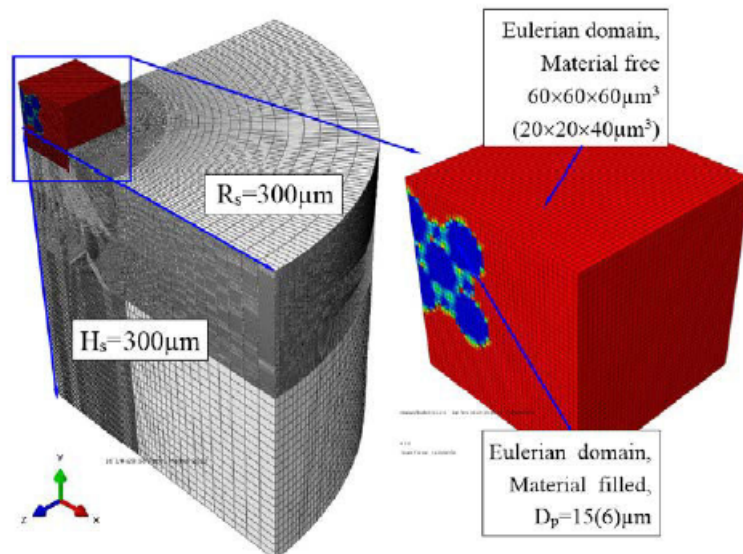 Eulerian domain,
Material free
60×60×60µm³
(20×20×40µm³)
Rₛ=300µm
Hₛ=300µm
Eulerian domain,
Material filled,
Dₚ=15(6)µm
Y
Z
X